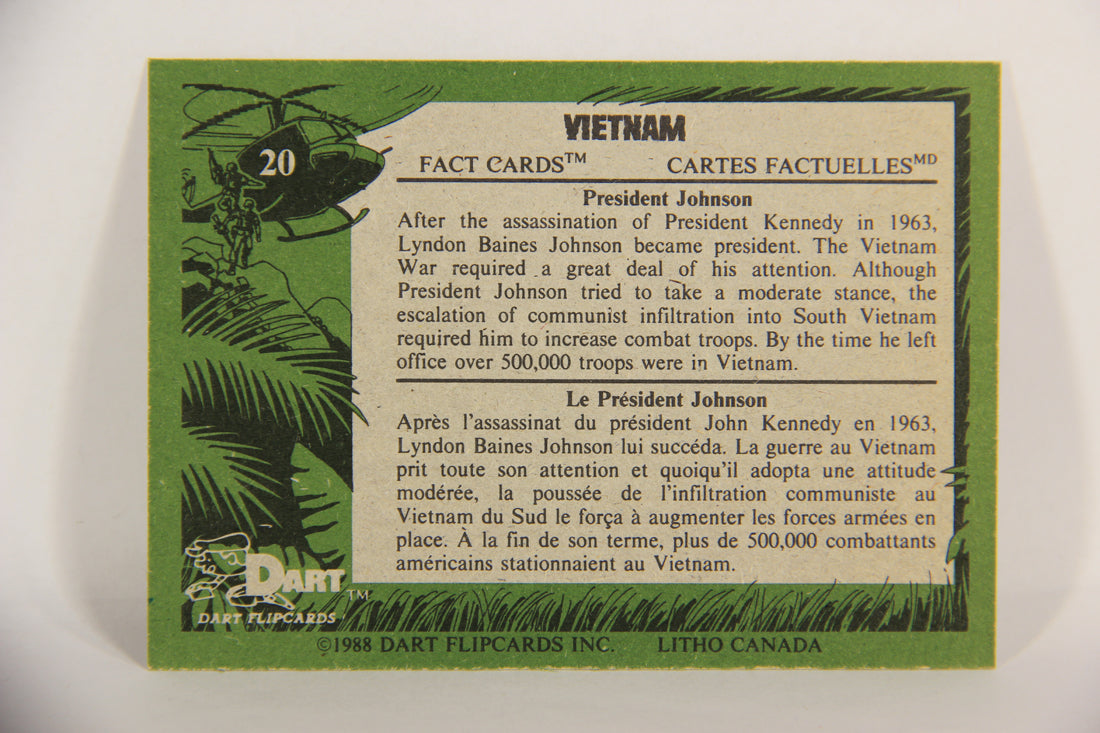 20
VIETNAM
FACT CARDS™ CARTES FACTUELLESᴹᴰ
President Johnson
After the assassination of President Kennedy in 1963,
Lyndon Baines Johnson became president. The Vietnam
War required a great deal of his attention. Although
President Johnson tried to take a moderate stance, the
escalation of communist infiltration into South Vietnam
required him to increase combat troops. By the time he left
office over 500,000 troops were in Vietnam.
Le Président Johnson
Après l'assassinat du président John Kennedy en 1963,
Lyndon Baines Johnson lui succéda. La guerre au Vietnam
prit toute son attention et quoiqu'il adopta une attitude
modérée, la poussée de l'infiltration communiste au
Vietnam du Sud le força à augmenter les forces armées en
place. À la fin de son terme, plus de 500,000 combattants
américains stationnaient au Vietnam.
DART™
DART FLIPCARDS
©1988 DART FLIPCARDS INC. LITHO CANADA